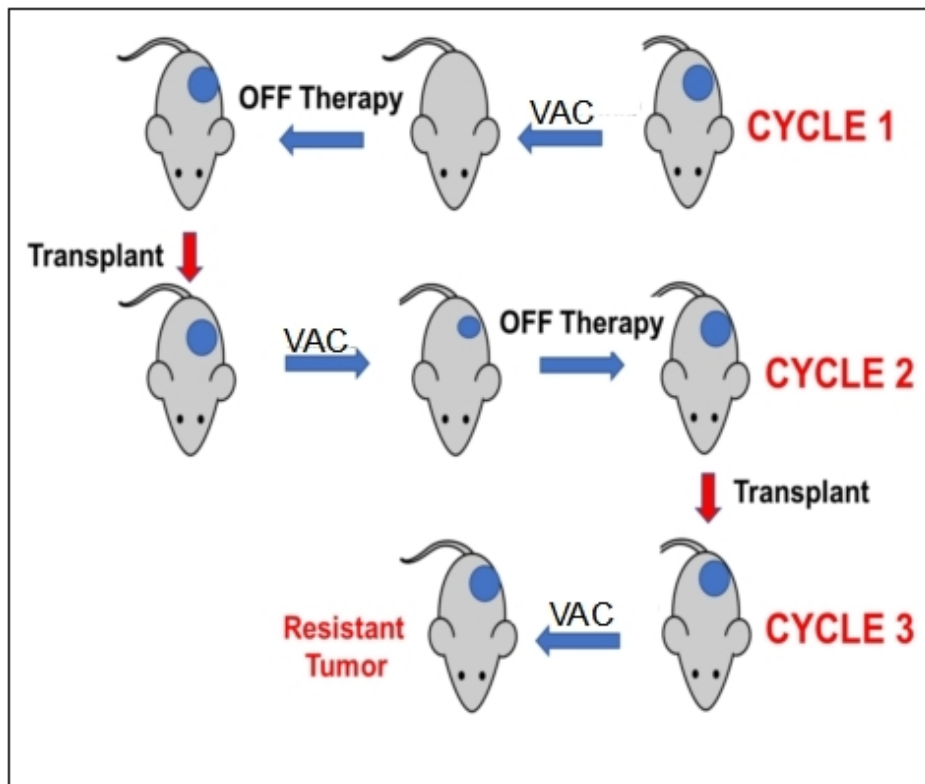 OFF Therapy
VAC
CYCLE 1
Transplant
VAC
OFF Therapy
CYCLE 2
Transplant
Resistant
Tumor
VAC
CYCLE 3